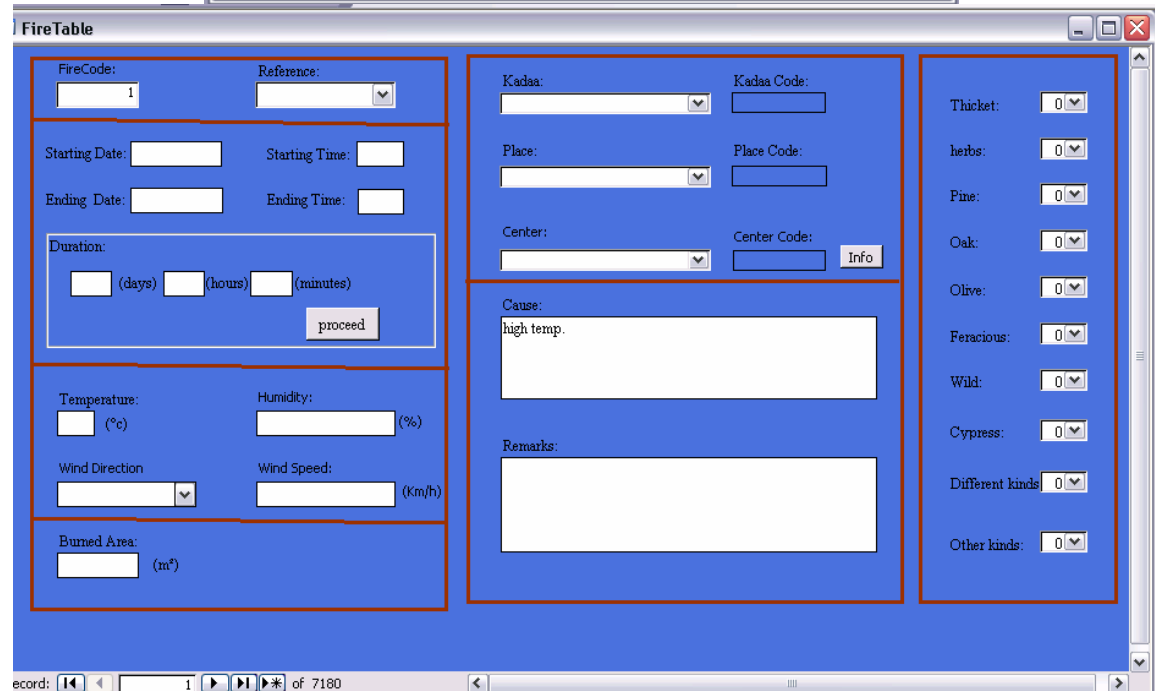 FireTable
FireCode:
1
Reference:
Starting Date:
Starting Time:
Ending Date:
Ending Time:
Duration:
(days)
(hours)
(minutes)
proceed
Temperature:
(°c)
Humidity:
(%)
Wind Direction
Wind Speed:
(Km/h)
Burned Area:
(m²)
Kadaa:
Kadaa Code:
Place:
Place Code:
Center:
Center Code:
Info
Cause:
high temp.
Remarks:
Thicket: 0
herbs: 0
Pine: 0
Oak: 0
Olive: 0
Feracious: 0
Wild: 0
Cypress: 0
Different kinds 0
Other kinds: 0
ecord: 1 of 7180